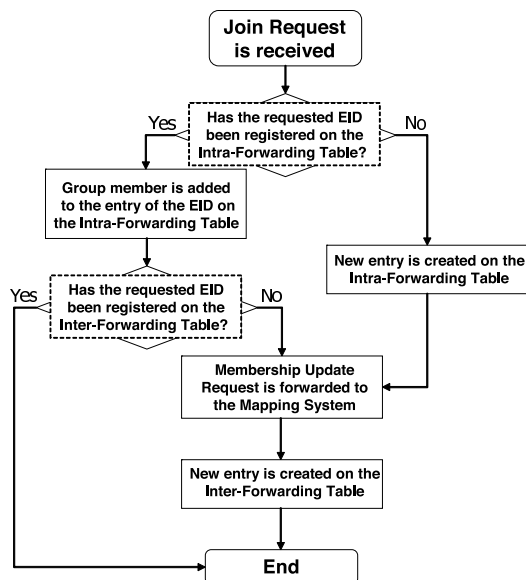 Join Request
is received
Has the requested EID
been registered on the
Intra-Forwarding Table?
Yes
No
Group member is added
to the entry of the EID on
the Intra-Forwarding Table
New entry is created on the
Intra-Forwarding Table
Has the requested EID
been registered on the
Inter-Forwarding Table?
Yes
No
Membership Update
Request is forwarded to
the Mapping System
New entry is created on the
Inter-Forwarding Table
End